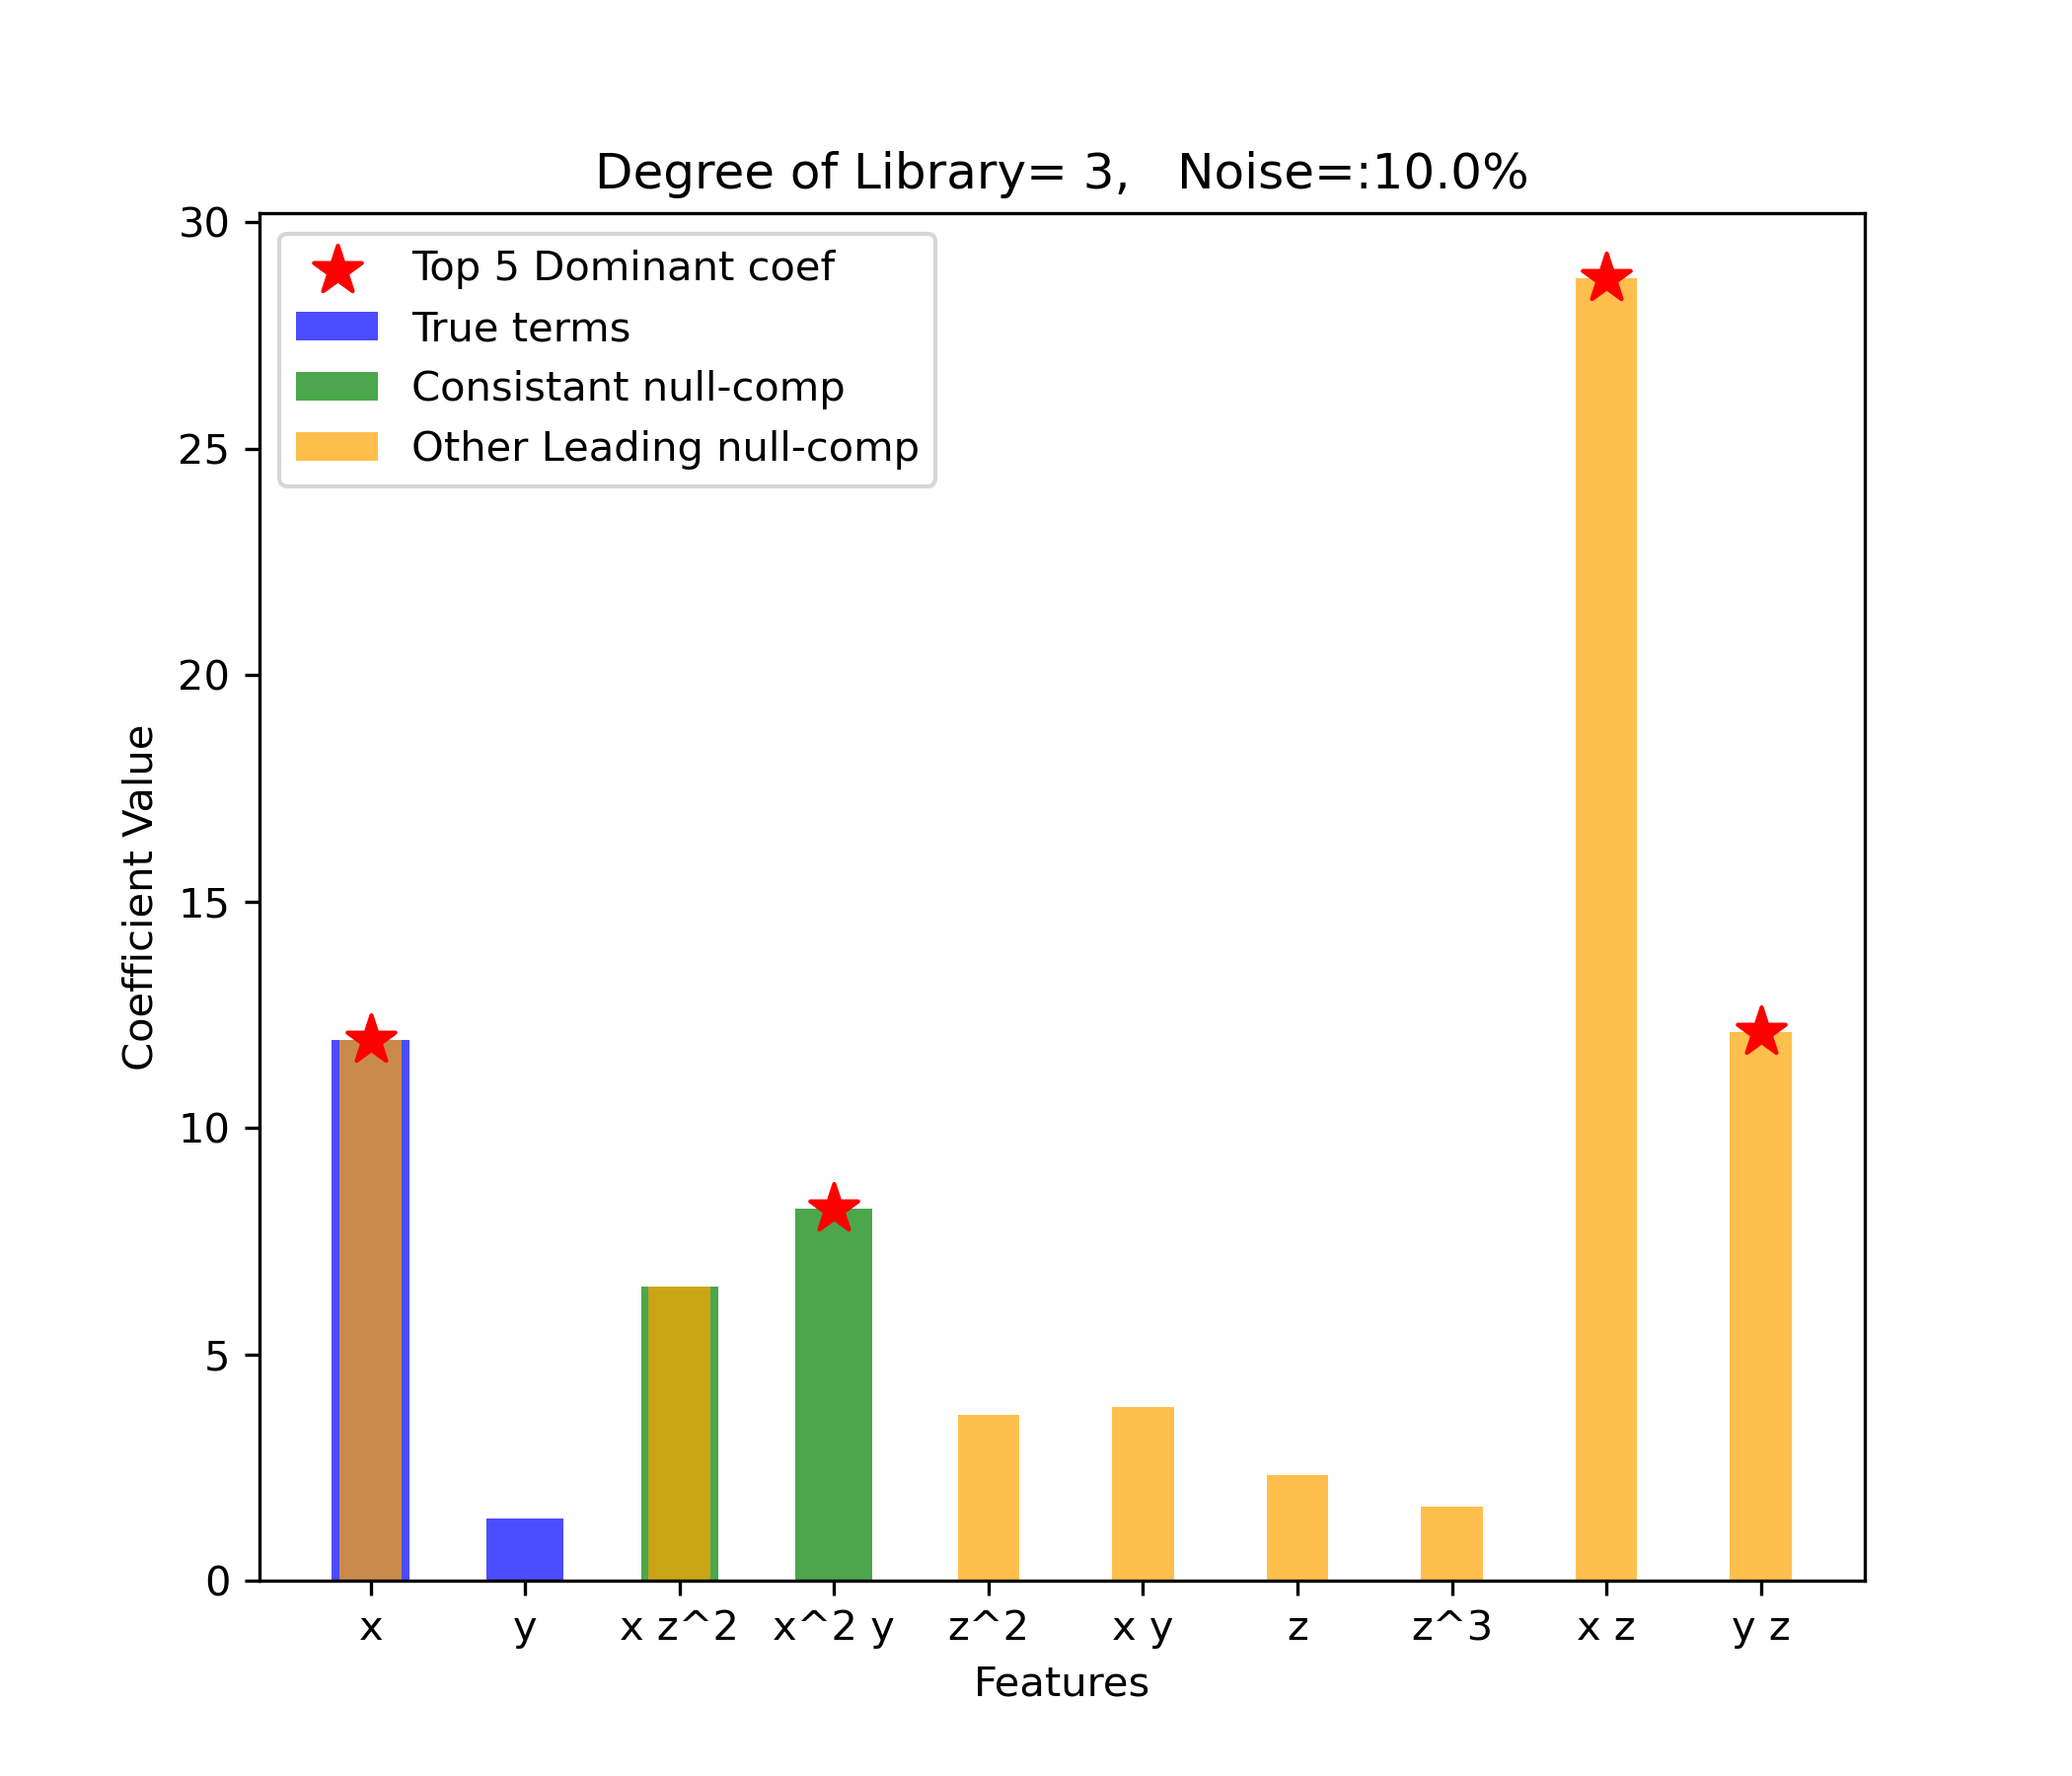 Degree of Library= 3,   Noise=:10.0%
30
25
20
15
10
5
0
Coefficient Value
Top 5 Dominant coef
True terms
Consistant null-comp
Other Leading null-comp
x y x z^2 x^2 y z^2 x y z z^3 x z y z
Features